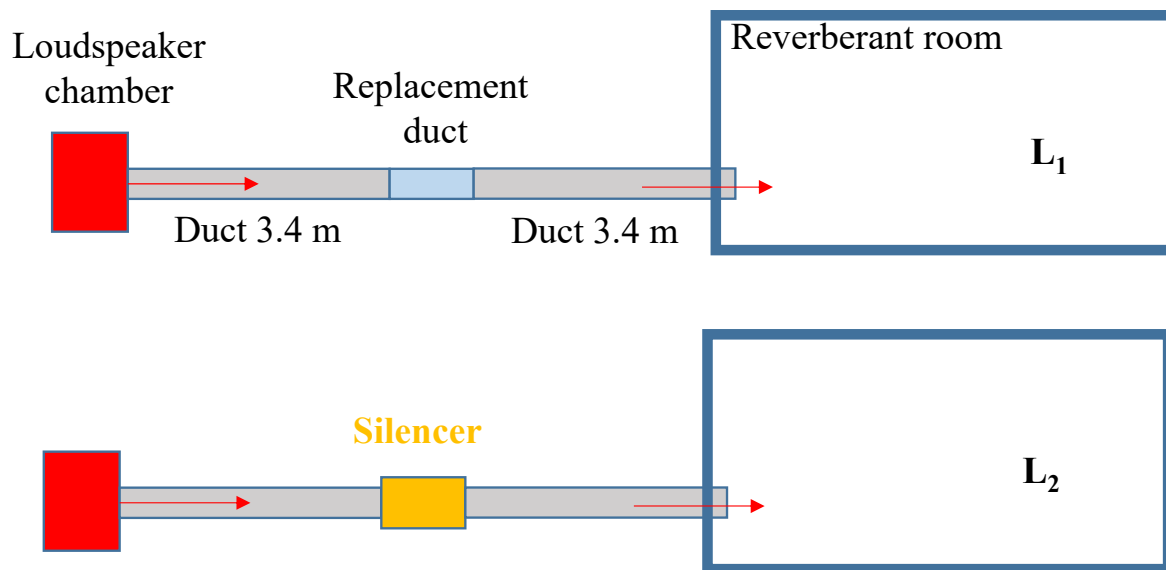 Loudspeaker
chamber
Replacement
duct
Reverberant room
L₁
Duct 3.4 m
Duct 3.4 m
Silencer
L₂